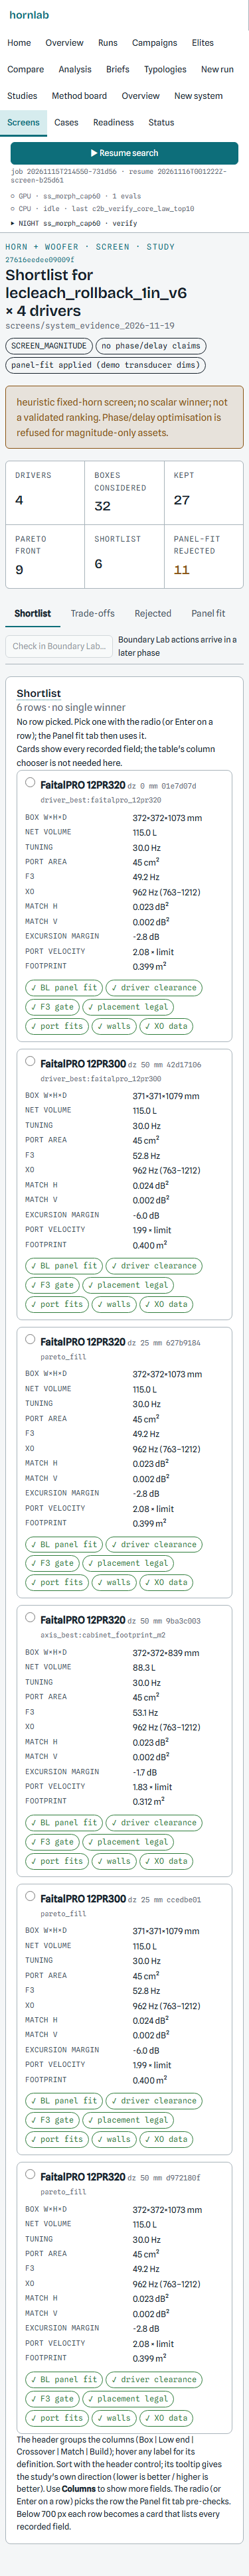 hornlab
Home Overview Runs Campaigns Elites
Compare Analysis Briefs Typologies New run
Studies Method board Overview New system
Screens Cases Readiness Status
▶ Resume search
job 20261115T214550-731d56 · resume 20261116T001222Z-
screen-b25d61
○ GPU · ss_morph_cap60 · 1 evals
○ CPU · idle · last c2b_verify_core_law_top10
▸ NIGHT ss_morph_cap60 · verify
HORN + WOOFER · SCREEN · STUDY
27616eedee09009f
Shortlist for
lecleach_rollback_1in_v6
× 4 drivers
screens/system_evidence_2026-11-19
SCREEN_MAGNITUDE no phase/delay claims
panel-fit applied (demo transducer dims)
heuristic fixed-horn screen; no scalar winner; not
a validated ranking. Phase/delay optimisation is
refused for magnitude-only assets.
DRIVERS BOXES CONSIDERED KEPT
4 32 27
PARETO FRONT SHORTLIST PANEL-FIT REJECTED
9 6 11
Shortlist Trade-offs Rejected Panel fit
Check in Boundary Lab… Boundary Lab actions arrive in a
later phase
Shortlist
6 rows · no single winner
No row picked. Pick one with the radio (or Enter on a
row); the Panel fit tab then uses it.
Cards show every recorded field; the table's column
chooser is not needed here.
FaitalPRO 12PR320 dz 0 mm 01e7d07d
driver_best:faitalpro_12pr320
BOX W×H×D 372×372×1073 mm
NET VOLUME 115.0 L
TUNING 30.0 Hz
PORT AREA 45 cm²
F3 49.2 Hz
XO 962 Hz (763–1212)
MATCH H 0.023 dB²
MATCH V 0.002 dB²
EXCURSION MARGIN -2.8 dB
PORT VELOCITY 2.08 × limit
FOOTPRINT 0.399 m²
✓ BL panel fit ✓ driver clearance
✓ F3 gate ✓ placement legal
✓ port fits ✓ walls ✓ XO data
FaitalPRO 12PR300 dz 50 mm 42d17106
driver_best:faitalpro_12pr300
BOX W×H×D 371×371×1079 mm
NET VOLUME 115.0 L
TUNING 30.0 Hz
PORT AREA 45 cm²
F3 52.8 Hz
XO 962 Hz (763–1212)
MATCH H 0.024 dB²
MATCH V 0.002 dB²
EXCURSION MARGIN -6.0 dB
PORT VELOCITY 1.99 × limit
FOOTPRINT 0.400 m²
✓ BL panel fit ✓ driver clearance
✓ F3 gate ✓ placement legal
✓ port fits ✓ walls ✓ XO data
FaitalPRO 12PR320 dz 25 mm 627b9184
pareto_fill
BOX W×H×D 372×372×1073 mm
NET VOLUME 115.0 L
TUNING 30.0 Hz
PORT AREA 45 cm²
F3 49.2 Hz
XO 962 Hz (763–1212)
MATCH H 0.023 dB²
MATCH V 0.002 dB²
EXCURSION MARGIN -2.8 dB
PORT VELOCITY 2.08 × limit
FOOTPRINT 0.399 m²
✓ BL panel fit ✓ driver clearance
✓ F3 gate ✓ placement legal
✓ port fits ✓ walls ✓ XO data
FaitalPRO 12PR320 dz 50 mm 9ba3c003
axis_best:cabinet_footprint_m2
BOX W×H×D 372×372×839 mm
NET VOLUME 88.3 L
TUNING 30.0 Hz
PORT AREA 45 cm²
F3 53.1 Hz
XO 962 Hz (763–1212)
MATCH H 0.023 dB²
MATCH V 0.002 dB²
EXCURSION MARGIN -1.7 dB
PORT VELOCITY 1.83 × limit
FOOTPRINT 0.312 m²
✓ BL panel fit ✓ driver clearance
✓ F3 gate ✓ placement legal
✓ port fits ✓ walls ✓ XO data
FaitalPRO 12PR300 dz 25 mm ccedbe01
pareto_fill
BOX W×H×D 371×371×1079 mm
NET VOLUME 115.0 L
TUNING 30.0 Hz
PORT AREA 45 cm²
F3 52.8 Hz
XO 962 Hz (763–1212)
MATCH H 0.024 dB²
MATCH V 0.002 dB²
EXCURSION MARGIN -6.0 dB
PORT VELOCITY 1.99 × limit
FOOTPRINT 0.400 m²
✓ BL panel fit ✓ driver clearance
✓ F3 gate ✓ placement legal
✓ port fits ✓ walls ✓ XO data
FaitalPRO 12PR320 dz 50 mm d972180f
pareto_fill
BOX W×H×D 372×372×1073 mm
NET VOLUME 115.0 L
TUNING 30.0 Hz
PORT AREA 45 cm²
F3 49.2 Hz
XO 962 Hz (763–1212)
MATCH H 0.023 dB²
MATCH V 0.002 dB²
EXCURSION MARGIN -2.8 dB
PORT VELOCITY 2.08 × limit
FOOTPRINT 0.399 m²
✓ BL panel fit ✓ driver clearance
✓ F3 gate ✓ placement legal
✓ port fits ✓ walls ✓ XO data
The header groups the columns (Box | Low end |
Crossover | Match | Build); hover any label for its
definition. Sort with the header control; its tooltip gives
the study's own direction (lower is better / higher is
better). Use Columns to show more fields. The radio (or
Enter on a row) picks the row the Panel fit tab pre-checks.
Below 700 px each row becomes a card that lists every
recorded field.